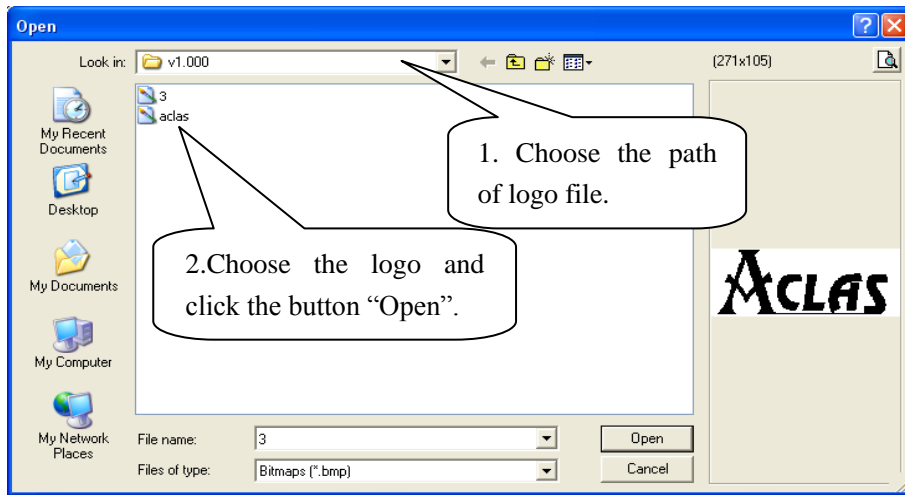 Open
Look in:
v1.000
(271x105)
3
aclas
My Recent
Documents
Desktop
My Documents
My Computer
My Network
Places
1. Choose the path
of logo file.
2.Choose the logo and
click the button “Open”.
ACLAS
File name:
3
Open
Files of type:
Bitmaps (*.bmp)
Cancel